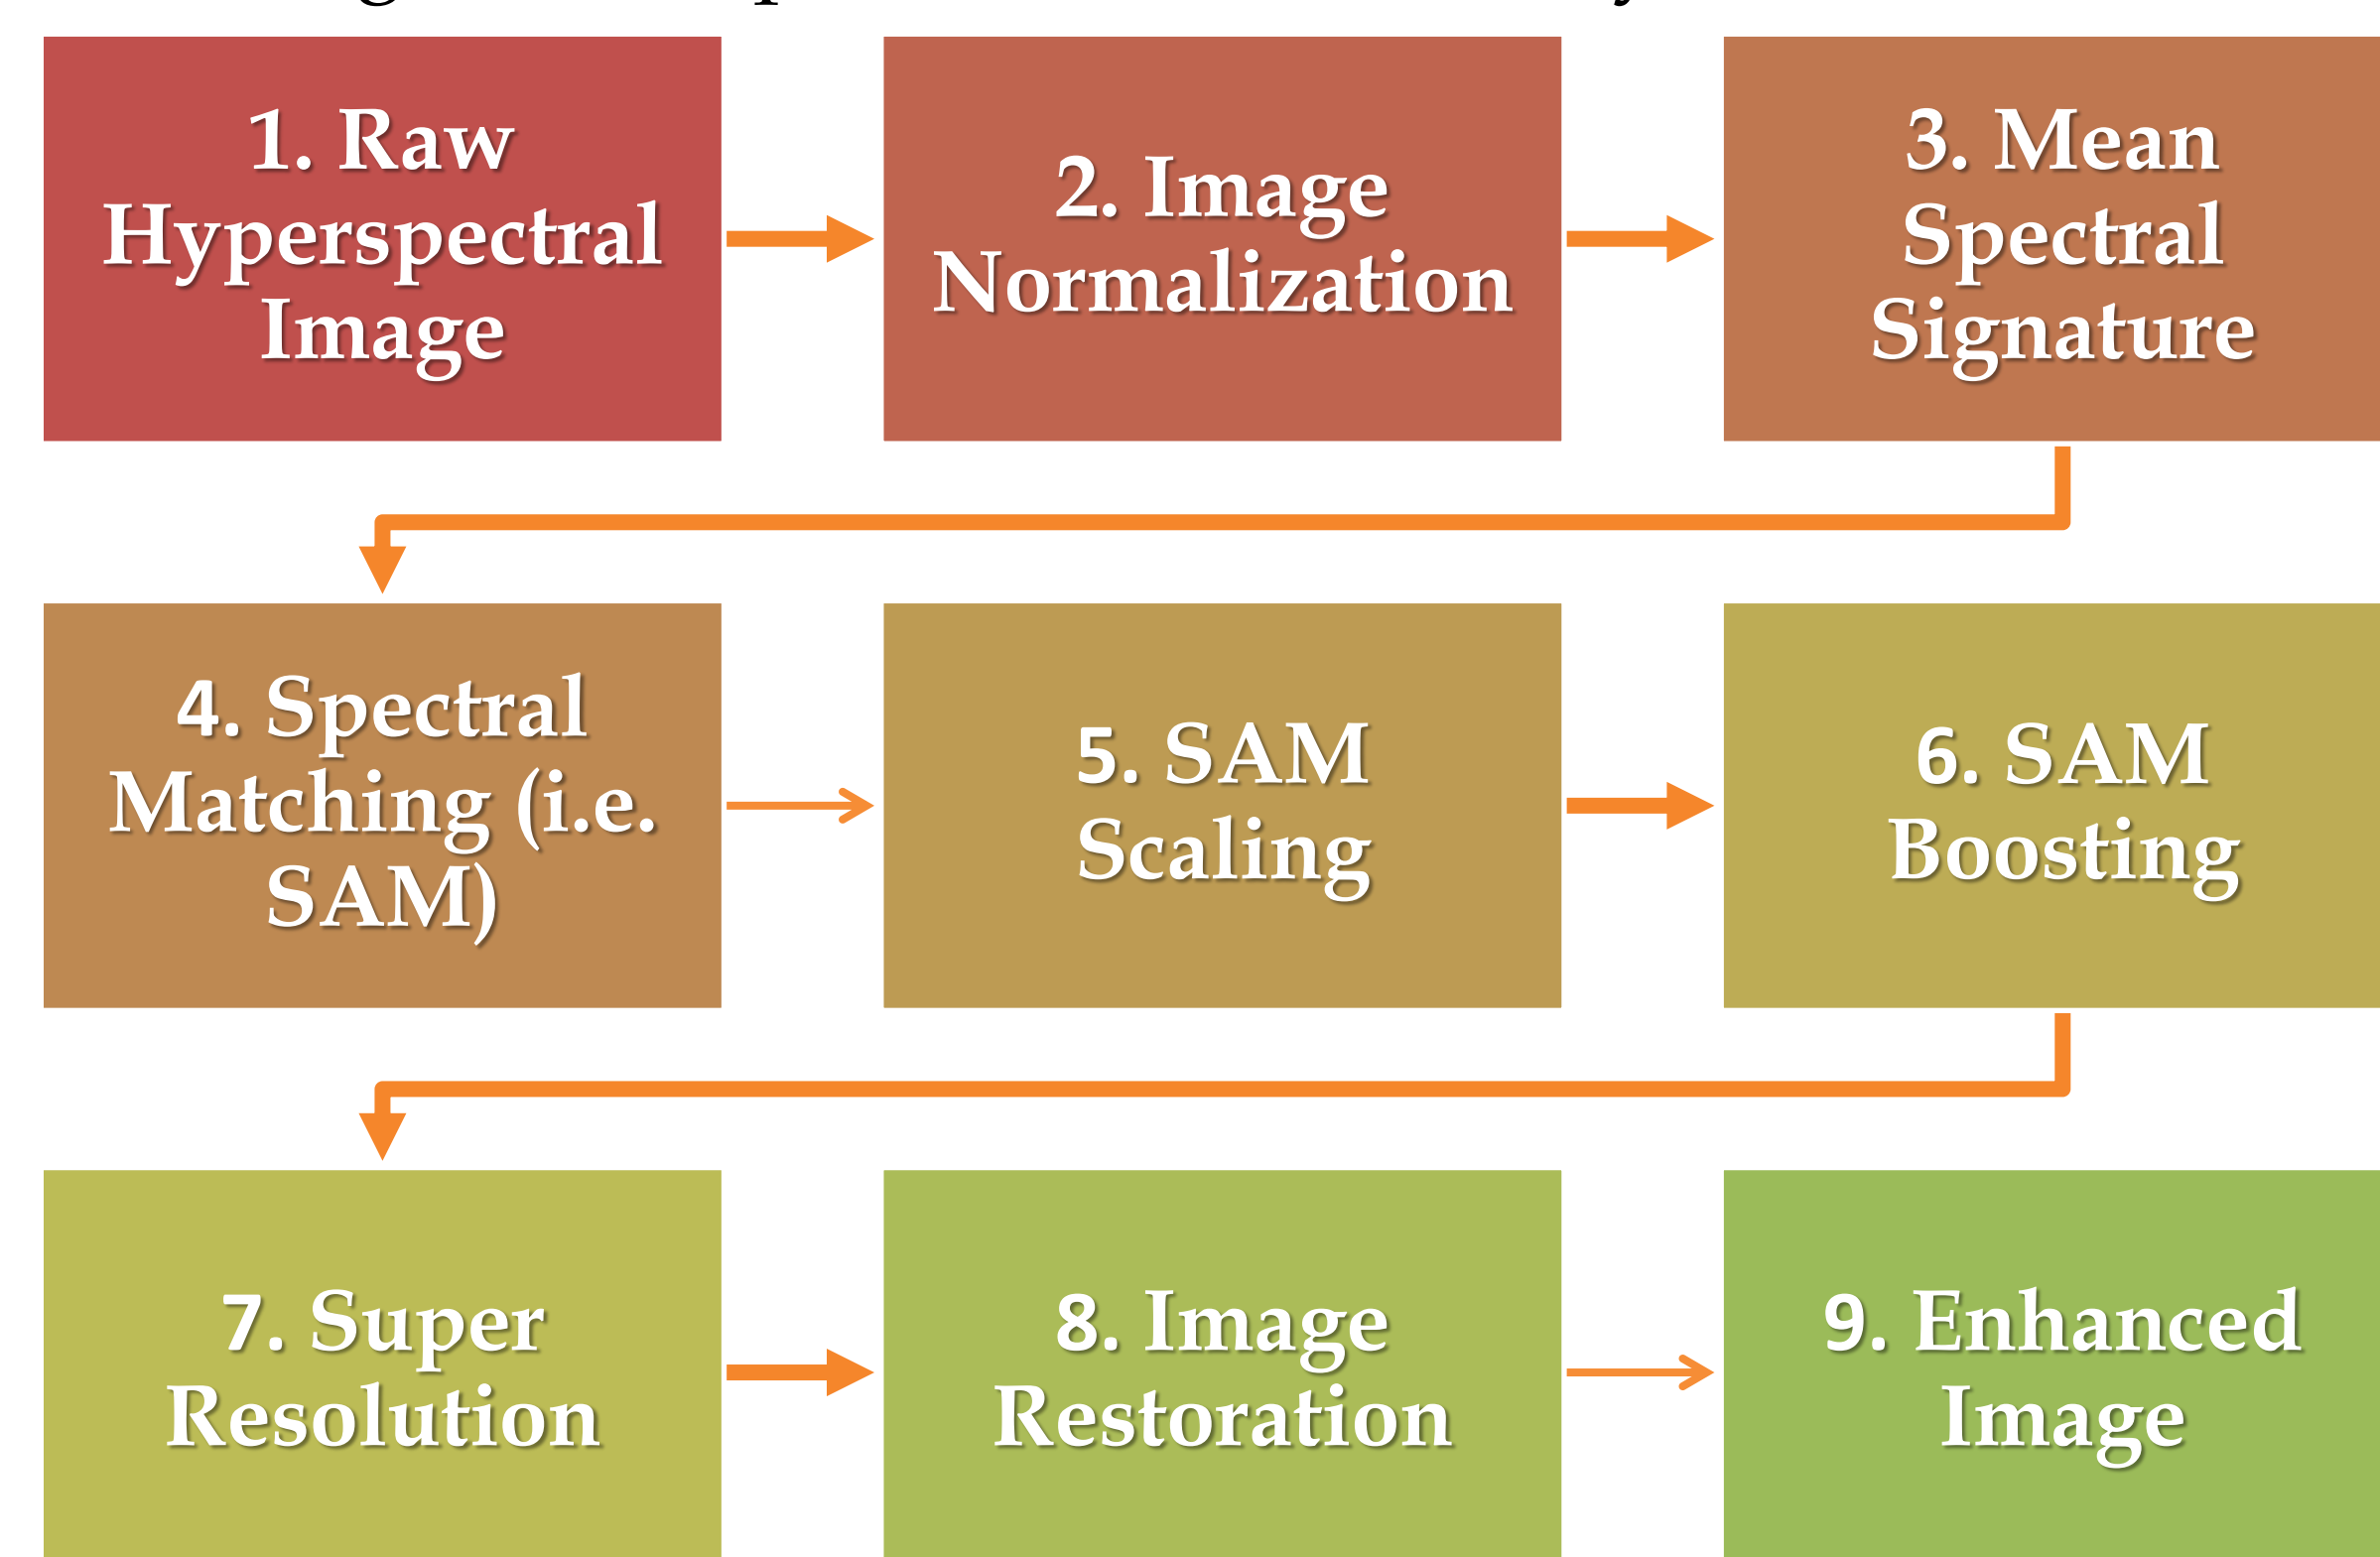 1. Raw
Hyperspectral
Image
2. Image
Normalization
3. Mean
Spectral
Signature
4. Spectral
Matching (i.e.
SAM)
5. SAM
Scaling
6. SAM
Boosting
7. Super
Resolution
8. Image
Restoration
9. Enhanced
Image